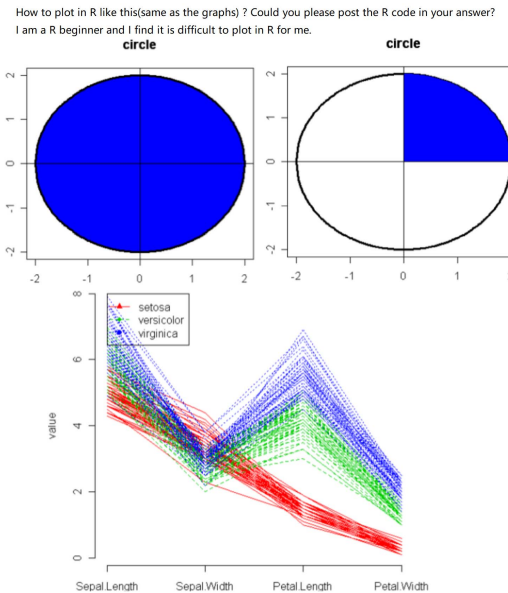 How to plot in R like this(same as the graphs) ? Could you please post the R code in your answer?
I am a R beginner and I find it is difficult to plot in R for me.
circle
circle
2
1
0
-1
-2
-2 -1 0 1 2
2
1
0
-1
-2
-2 -1 0 1
setosa
versicolor
virginica
value
8
6
4
2
0
Sepal.Length Sepal.Width Petal.Length Petal.Width